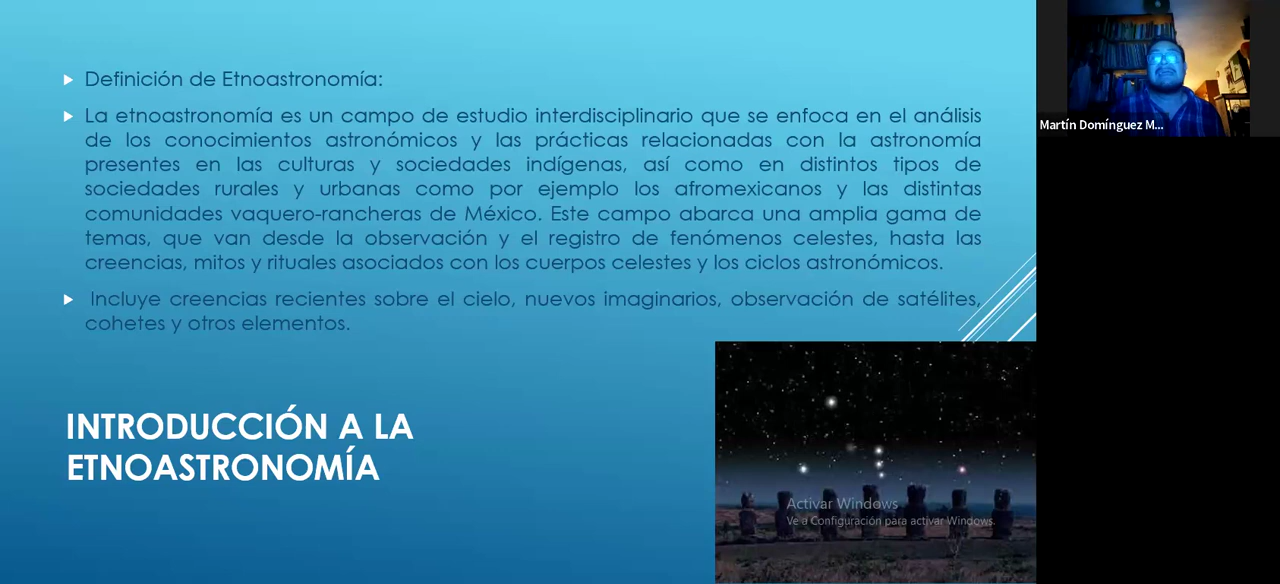 Definición de Etnoastronomía:
La etnoastronomía es un campo de estudio interdisciplinario que se enfoca en el análisis
de los conocimientos astronómicos y las prácticas relacionadas con la astronomía
presentes en las culturas y sociedades indígenas, así como en distintos tipos de
sociedades rurales y urbanas como por ejemplo los afromexicanos y las distintas
comunidades vaquero-rancheras de México. Este campo abarca una amplia gama de
temas, que van desde la observación y el registro de fenómenos celestes, hasta las
creencias, mitos y rituales asociados con los cuerpos celestes y los ciclos astronómicos.
Incluye creencias recientes sobre el cielo, nuevos imaginarios, observación de satélites,
cohetes y otros elementos.
INTRODUCCIÓN A LA
ETNOASTRONOMÍA
Activar Windows
Ve a Configuración para activar Windows.
Martín Domínguez M...